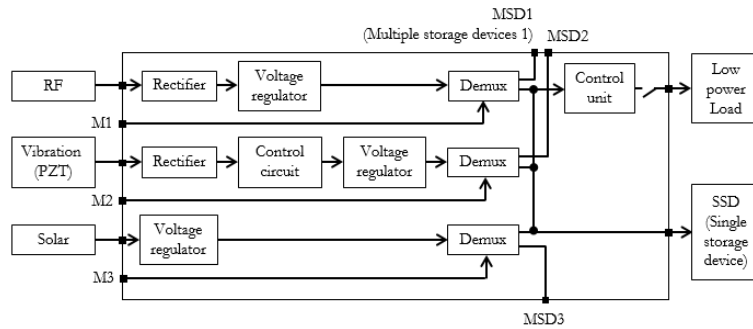 MSD1
(Multiple storage devices 1)
MSD2
RF
Rectifier
Voltage
regulator
Demux
Control
unit
Low
power
Load
M1
Vibration
(PZT)
Rectifier
Control
circuit
Voltage
regulator
Demux
M2
SSD
(Single
storage
device)
Solar
Voltage
regulator
Demux
M3
MSD3